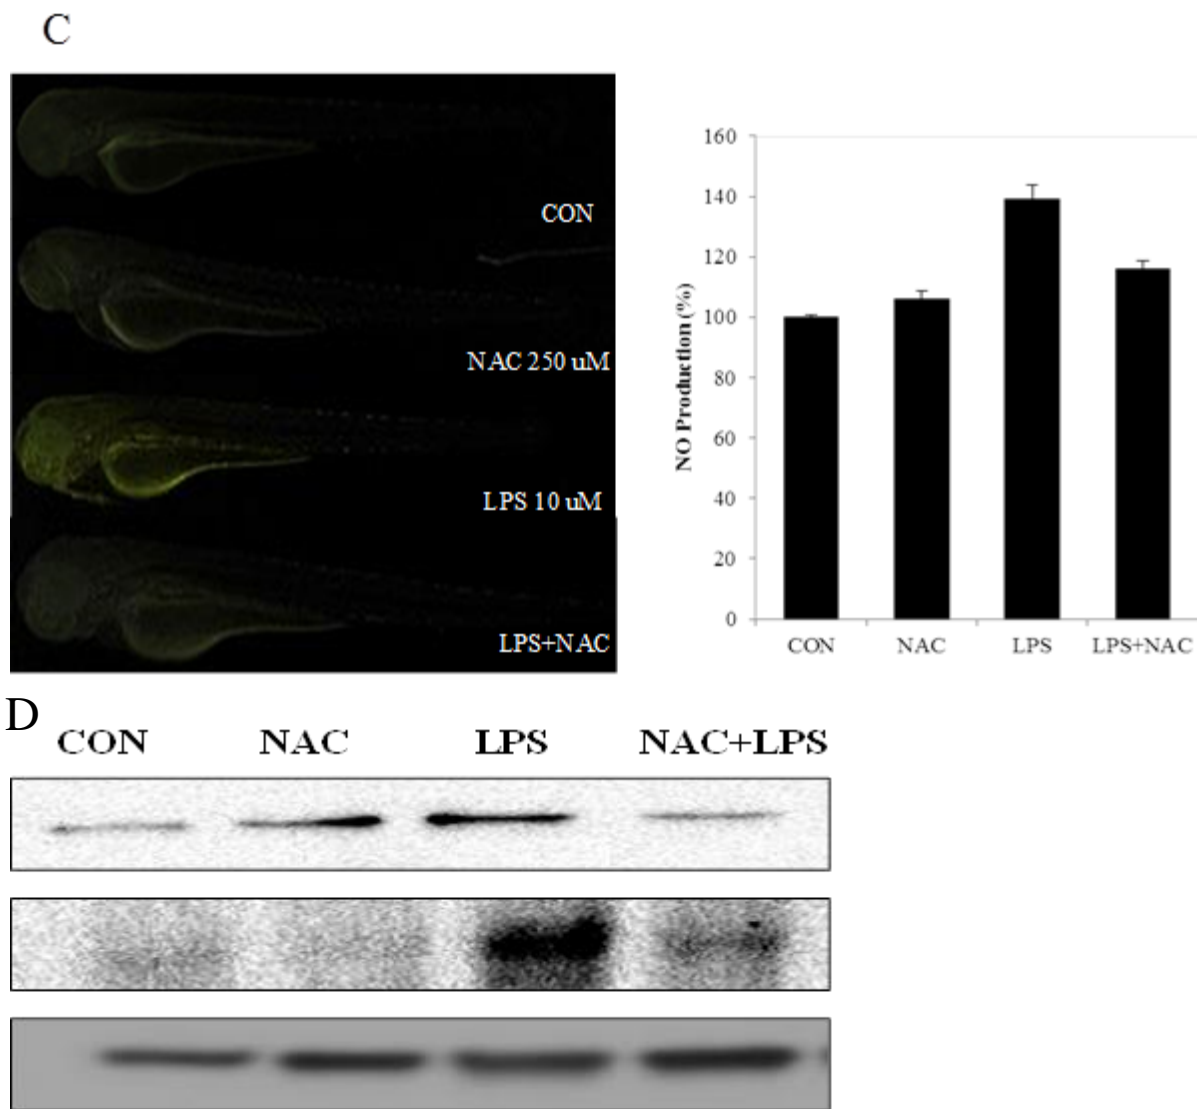 C
CON
NAC 250 uM
LPS 10 uM
LPS+NAC
NO Production (%)
160
140
120
100
80
60
40
20
0
CON NAC LPS LPS+NAC
D
CON NAC LPS NAC+LPS